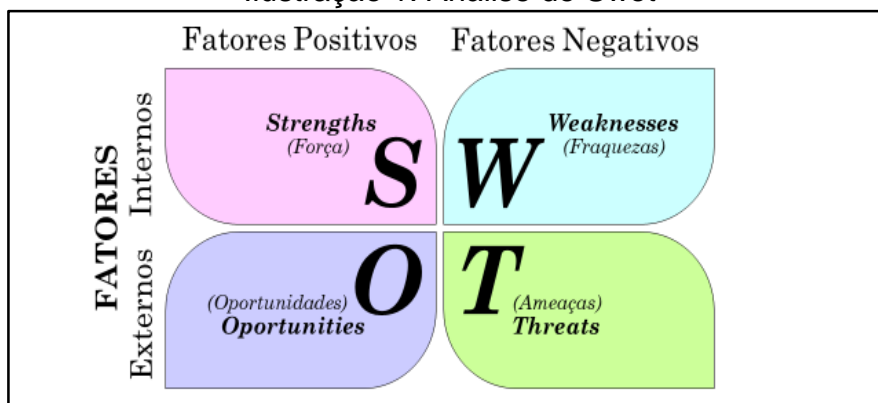 Fatores Positivos
Fatores Negativos
FATORES
Internos
Externos
Strengths
(Força)
S
W
Weaknesses
(Fraquezas)
(Oportunidades)
Oportunities
O
T
(Ameaças)
Threats